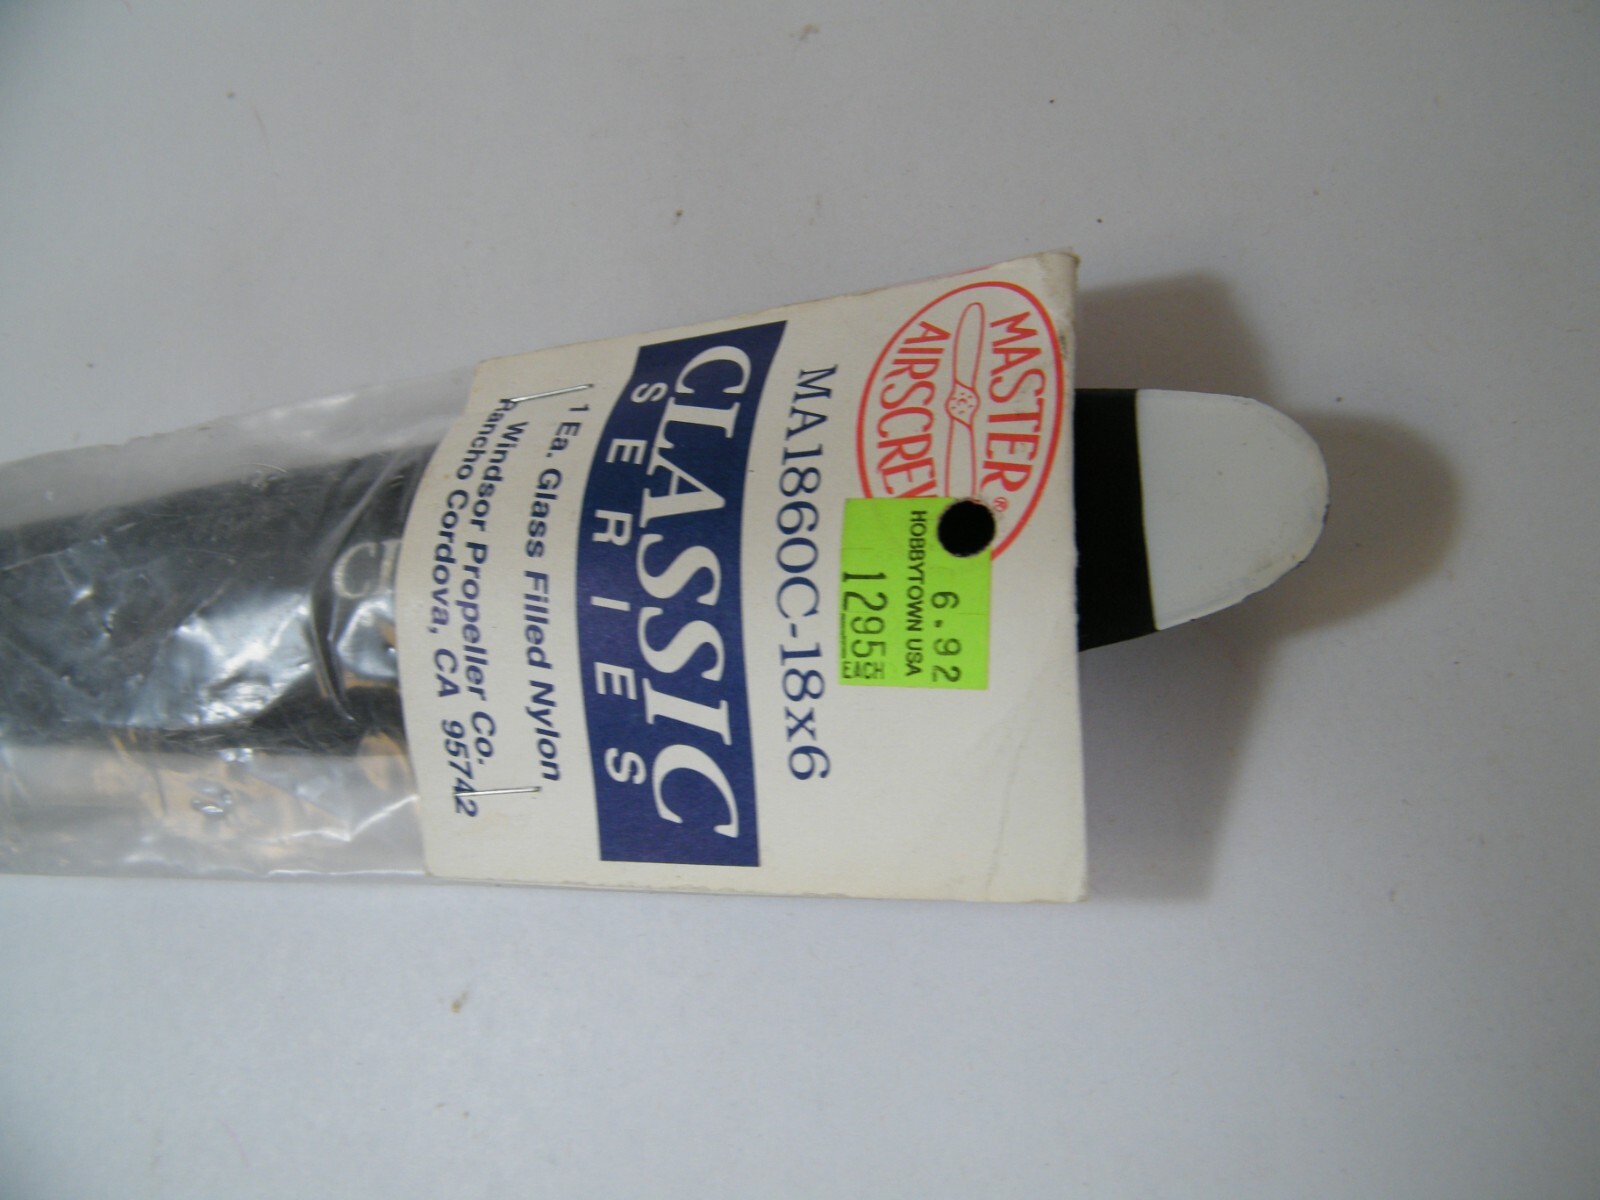 MASTER
AIRSCREW
®
6.92
HOBBYTOWN USA
1295
EACH
MA1860C-18x6
CLASSIC
SERIES
1 Ea. Glass Filled Nylon
Windsor Propeller Co.
Rancho Cordova, CA 95742